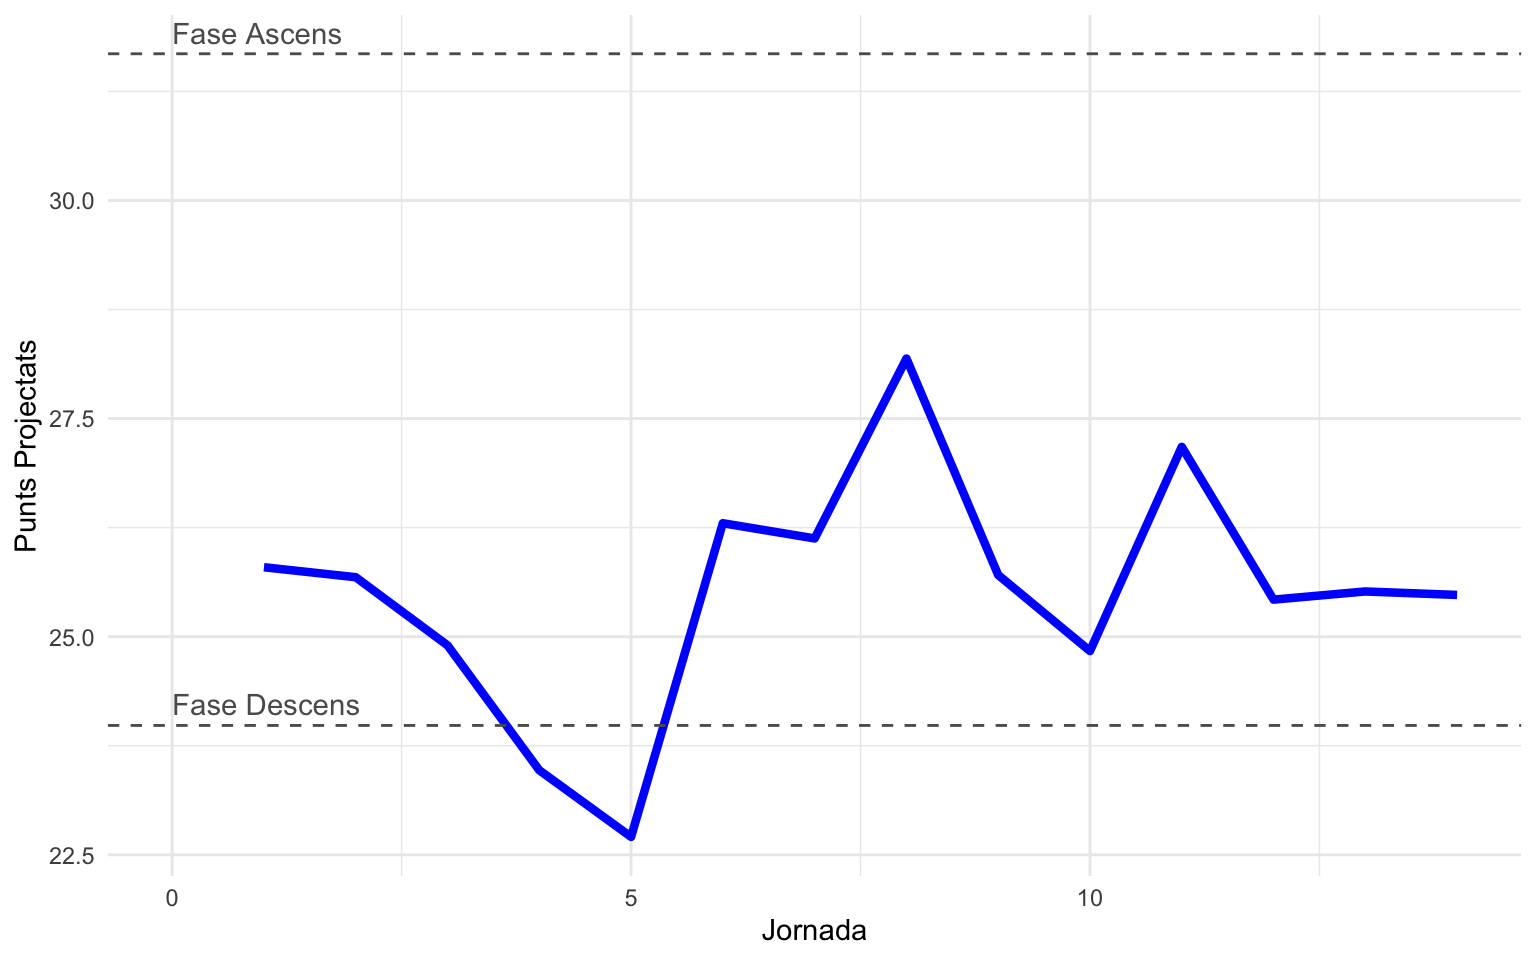 Fase Ascens
30.0
27.5
25.0
22.5
Punts Projectats
Fase Descens
0 5 10
Jornada